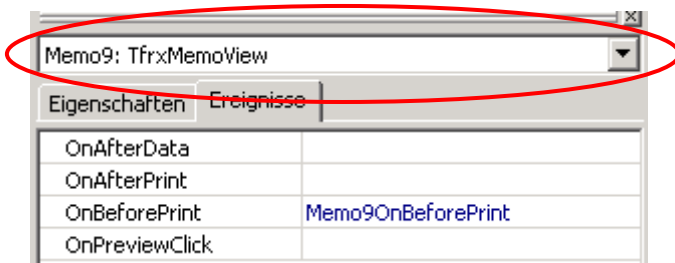 Memo9: TfrxMemoView
Eigenschaften Ereignisse
OnAfterData
OnAfterPrint
OnBeforePrint Memo9OnBeforePrint
OnPreviewClick